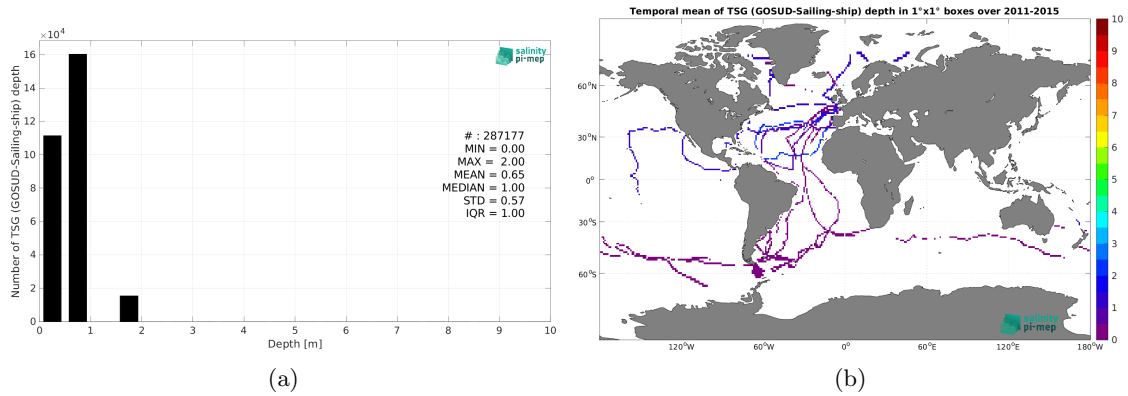 ×10⁴
16
14
12
10
8
6
4
2
0
Number of TSG (GOSUD-Sailing-ship) depth
0 1 2 3 4 5 6 7 8 9 10
Depth [m]
salinity
pi-mep
# : 287177
MIN = 0.00
MAX = 2.00
MEAN = 0.65
MEDIAN = 1.00
STD = 0.57
IQR = 1.00
(a)
Temporal mean of TSG (GOSUD-Sailing-ship) depth in 1°x1° boxes over 2011-2015
60°N
30°N
0°
30°S
60°S
120°W 60°W 0° 60°E 120°E 180°W
salinity
pi-mep
10
9
8
7
6
5
4
3
2
1
0
(b)